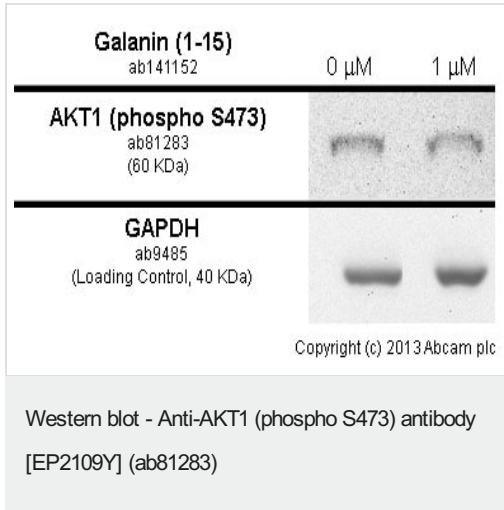 Galanin (1-15)
ab141152
0 µM 1 µM
AKT1 (phospho S473)
ab81283
(60 KDa)
GAPDH
ab9485
(Loading Control, 40 KDa)
Copyright (c) 2013 Abcam plc
Western blot - Anti-AKT1 (phospho S473) antibody
[EP2109Y] (ab81283)